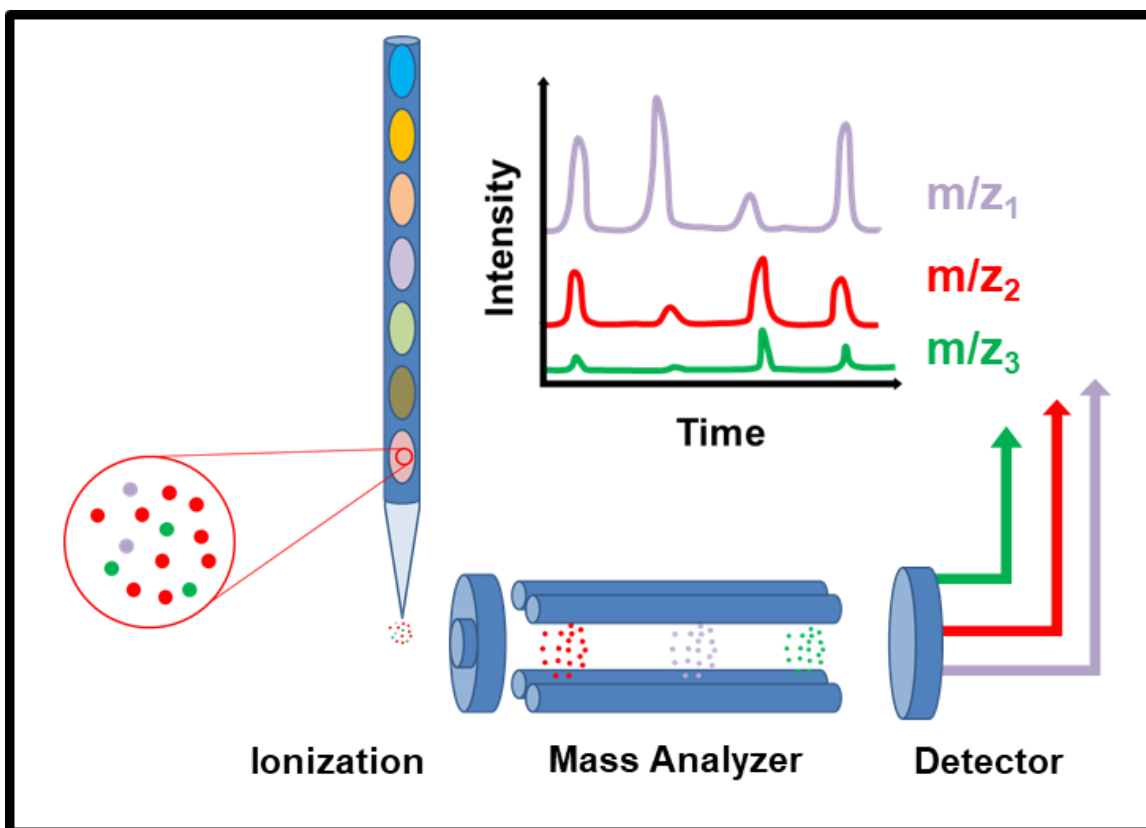 Intensity
m/z₁
m/z₂
m/z₃
Time
Ionization
Mass Analyzer
Detector